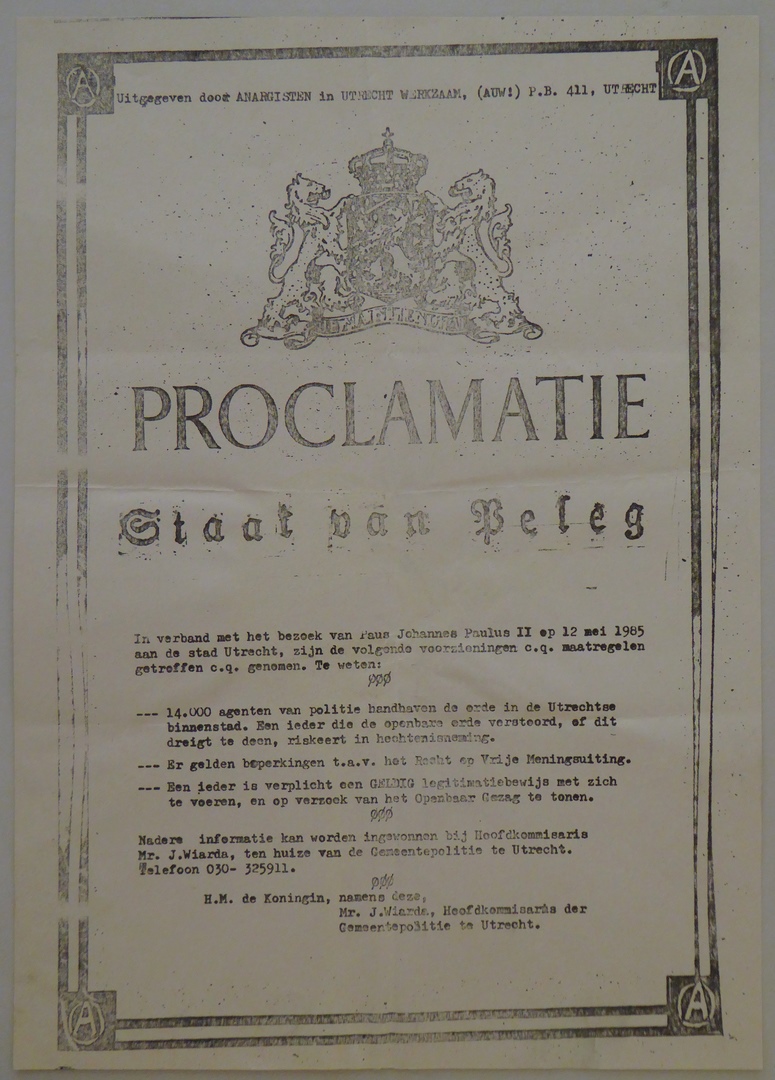 Uitgegeven door ANARGISTEN in UTRECHT WERKZAAM, (AUW!) P.B. 411, UTRECHT
JE MAINTIENDRAI
PROCLAMATIE
Staat van Peleg
In verband met het bezoek van Paus Johannes Paulus II op 12 mei 1985
aan de stad Utrecht, zijn de volgende voorzieningen c.q. maatregelen
getroffen c.q. genomen. Te weten:
ØØØ
--- 14.000 agenten van politie handhaven de orde in de Utrechtse
binnenstad. Een ieder die de openbare orde verstoord, of dit
dreigt te doen, riskeert in hechtenisneming.
--- Er gelden beperkingen t.a.v. het Recht op Vrije Meningsuiting.
--- Een ieder is verplicht een GELDIG legitimatiebewijs met zich
te voeren, en op verzoek van het Openbaar Gezag te tonen.
ØØØ
Nadere informatie kan worden ingewonnen bij Hoofdkommisaris
Mr. J.Wiarda, ten huize van de Gemeentepolitie te Utrecht.
Telefoon 030- 325911.
ØØØ
H.M. de Koningin, namens deze,
Mr. J.Wiarda, Hoofdkommisaris der
Gemeentepolitie te Utrecht.